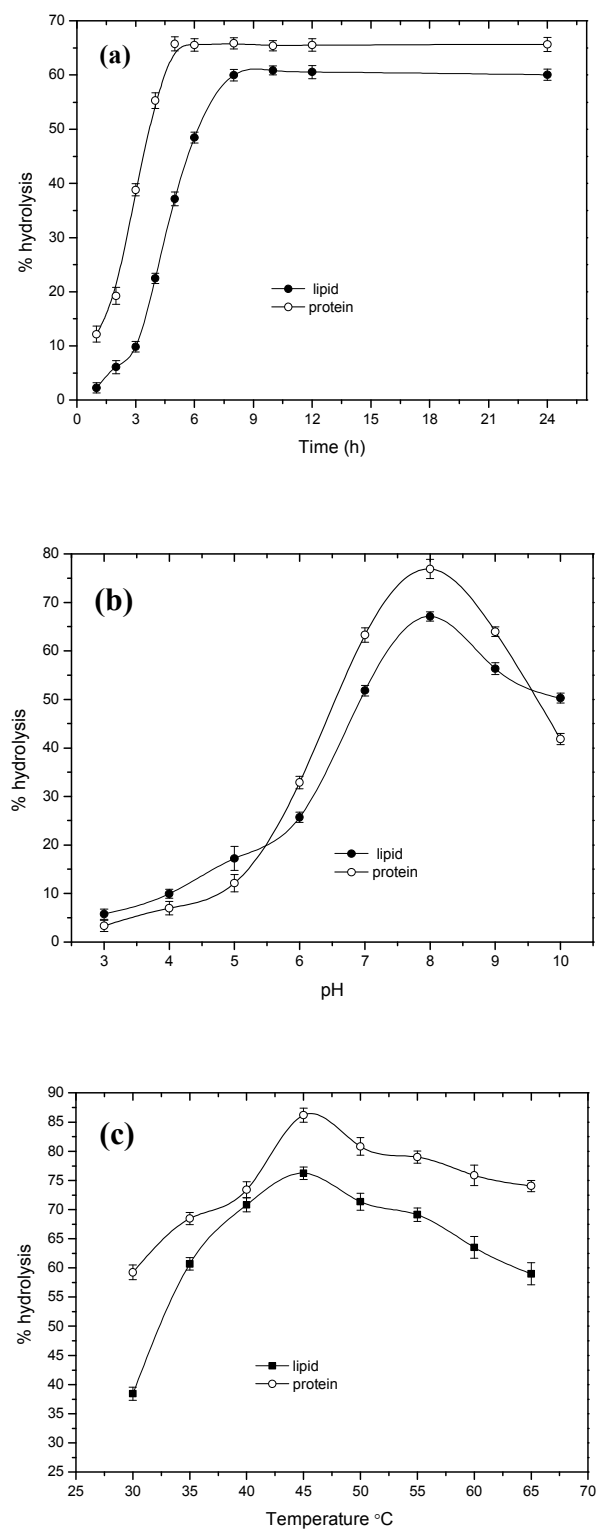 70
(a)
60
50
40
30
20
10
0
% hydrolysis
lipid
protein
0 3 6 9 12 15 18 21 24
Time (h)
80
(b)
70
60
50
40
30
20
10
0
% hydrolysis
lipid
protein
3 4 5 6 7 8 9 10
pH
90
85
(c)
80
75
70
65
60
55
50
45
40
35
30
25
% hydrolysis
lipid
protein
25 30 35 40 45 50 55 60 65 70
Temperature °C